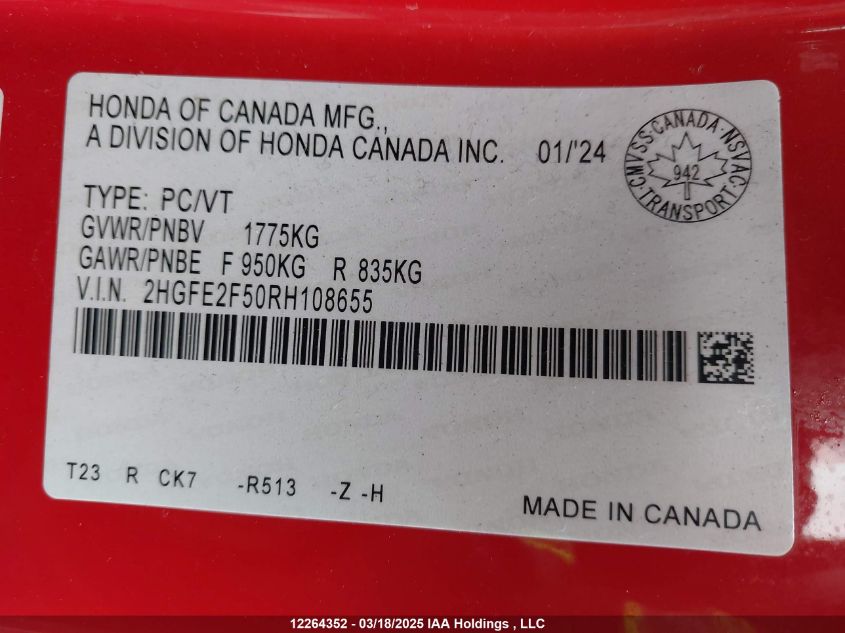 HONDA OF CANADA MFG.,
A DIVISION OF HONDA CANADA INC. 01/'24
CMVSS·CANADA·NSVAC
942
·TRANSPORT·
TYPE: PC/VT
GVWR/PNBV 1775KG
GAWR/PNBE F 950KG R 835KG
V.I.N. 2HGFE2F50RH108655
T23 R CK7 -R513 -Z -H
MADE IN CANADA
12264352 - 03/18/2025 IAA Holdings , LLC